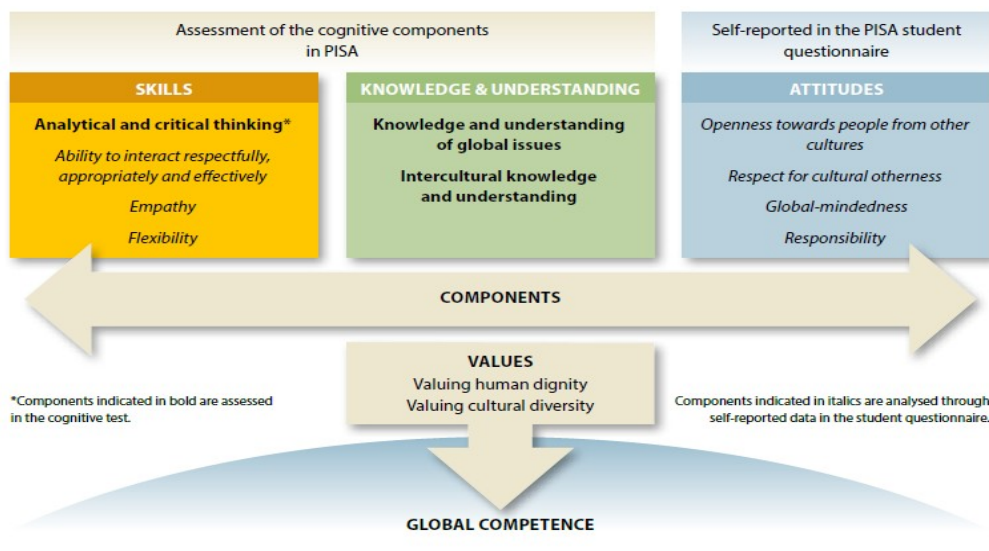 Assessment of the cognitive components
in PISA
Self-reported in the PISA student
questionnaire
SKILLS
Analytical and critical thinking*
Ability to interact respectfully,
appropriately and effectively
Empathy
Flexibility
KNOWLEDGE & UNDERSTANDING
Knowledge and understanding
of global issues
Intercultural knowledge
and understanding
ATTITUDES
Openness towards people from other
cultures
Respect for cultural otherness
Global-mindedness
Responsibility
COMPONENTS
VALUES
Valuing human dignity
Valuing cultural diversity
*Components indicated in bold are assessed
in the cognitive test.
Components indicated in italics are analysed through
self-reported data in the student questionnaire.
GLOBAL COMPETENCE